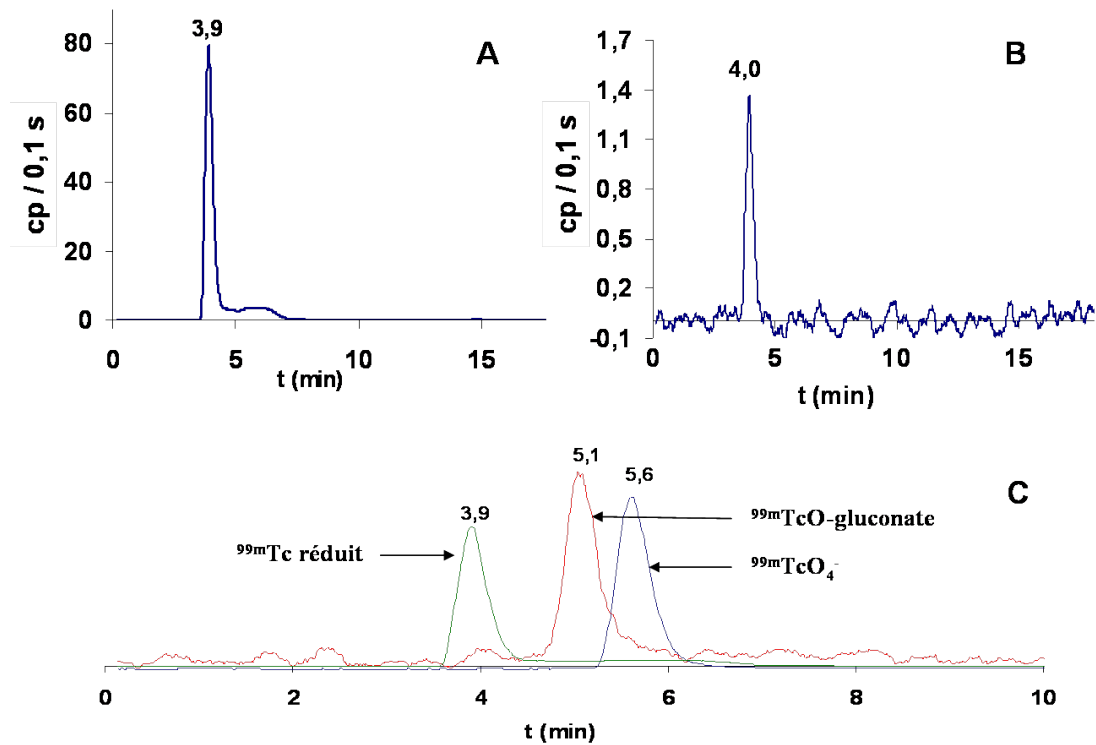 A
3,9
cp / 0,1 s
80
60
40
20
0
0
5
10
15
t (min)
B
4,0
cp / 0,1 s
1,7
1,4
1,1
0,8
0,5
0,2
-0,1
0
5
10
15
t (min)
C
5,1
5,6
3,9
99mTcO-gluconate
99mTc réduit
99mTcO4-
0
2
4
6
8
10
t (min)